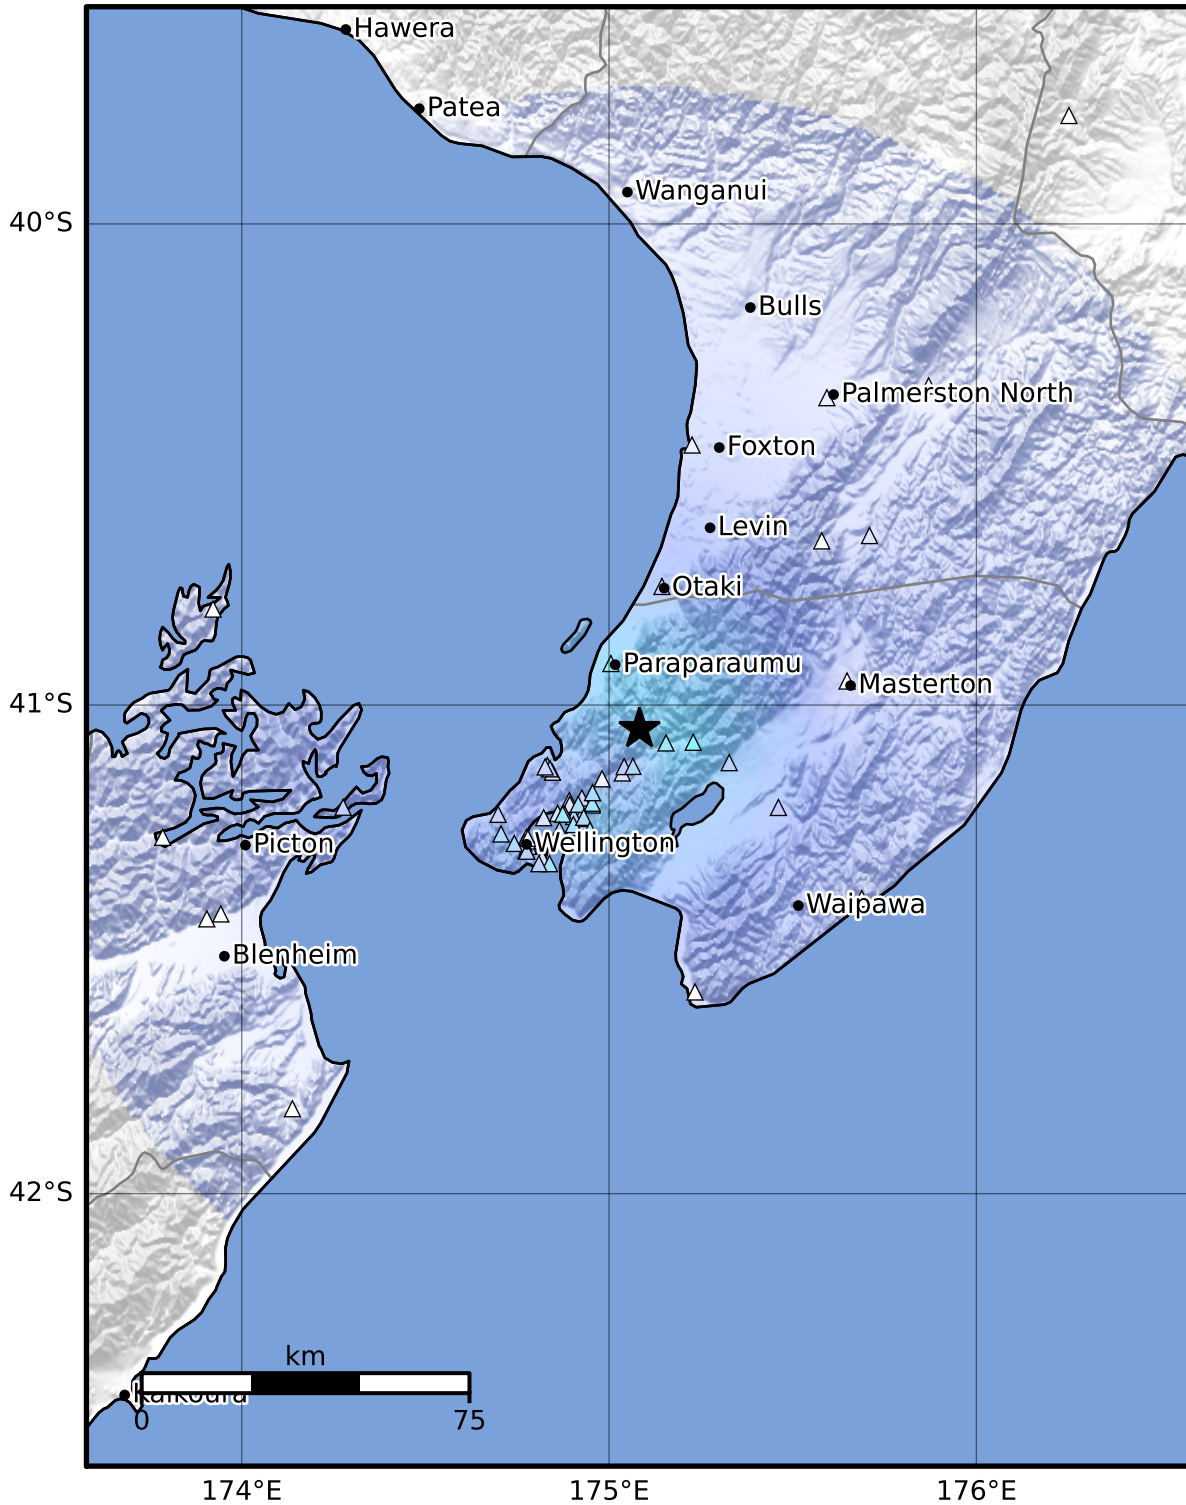 Hawera
Patea
Wanganui
40°S
Bulls
Palmerston North
Foxton
Levin
Otaki
Paraparaumu
Masterton
41°S
Wellington
Picton
Waipawa
Blenheim
42°S
km
Kaikoura
0
75
174°E
175°E
176°E